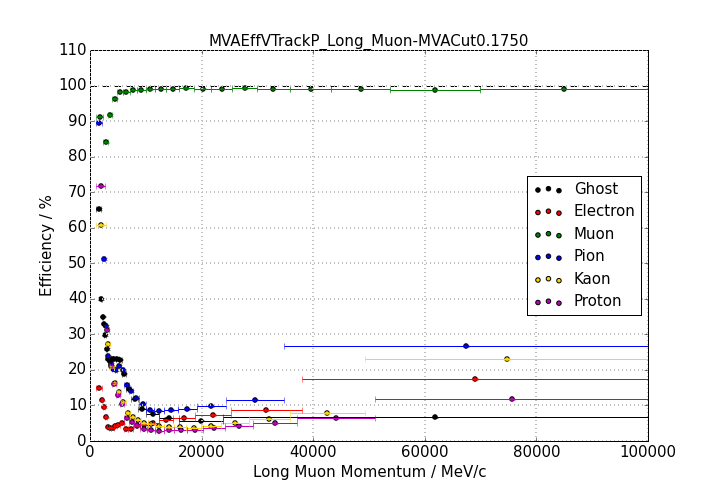 MVAEffVTrackP_Long_Muon-MVACut0.1750
110
100
90
80
70
60
50
40
30
20
10
0
Efficiency / %
Ghost
Electron
Muon
Pion
Kaon
Proton
0 20000 40000 60000 80000 100000
Long Muon Momentum / MeV/c